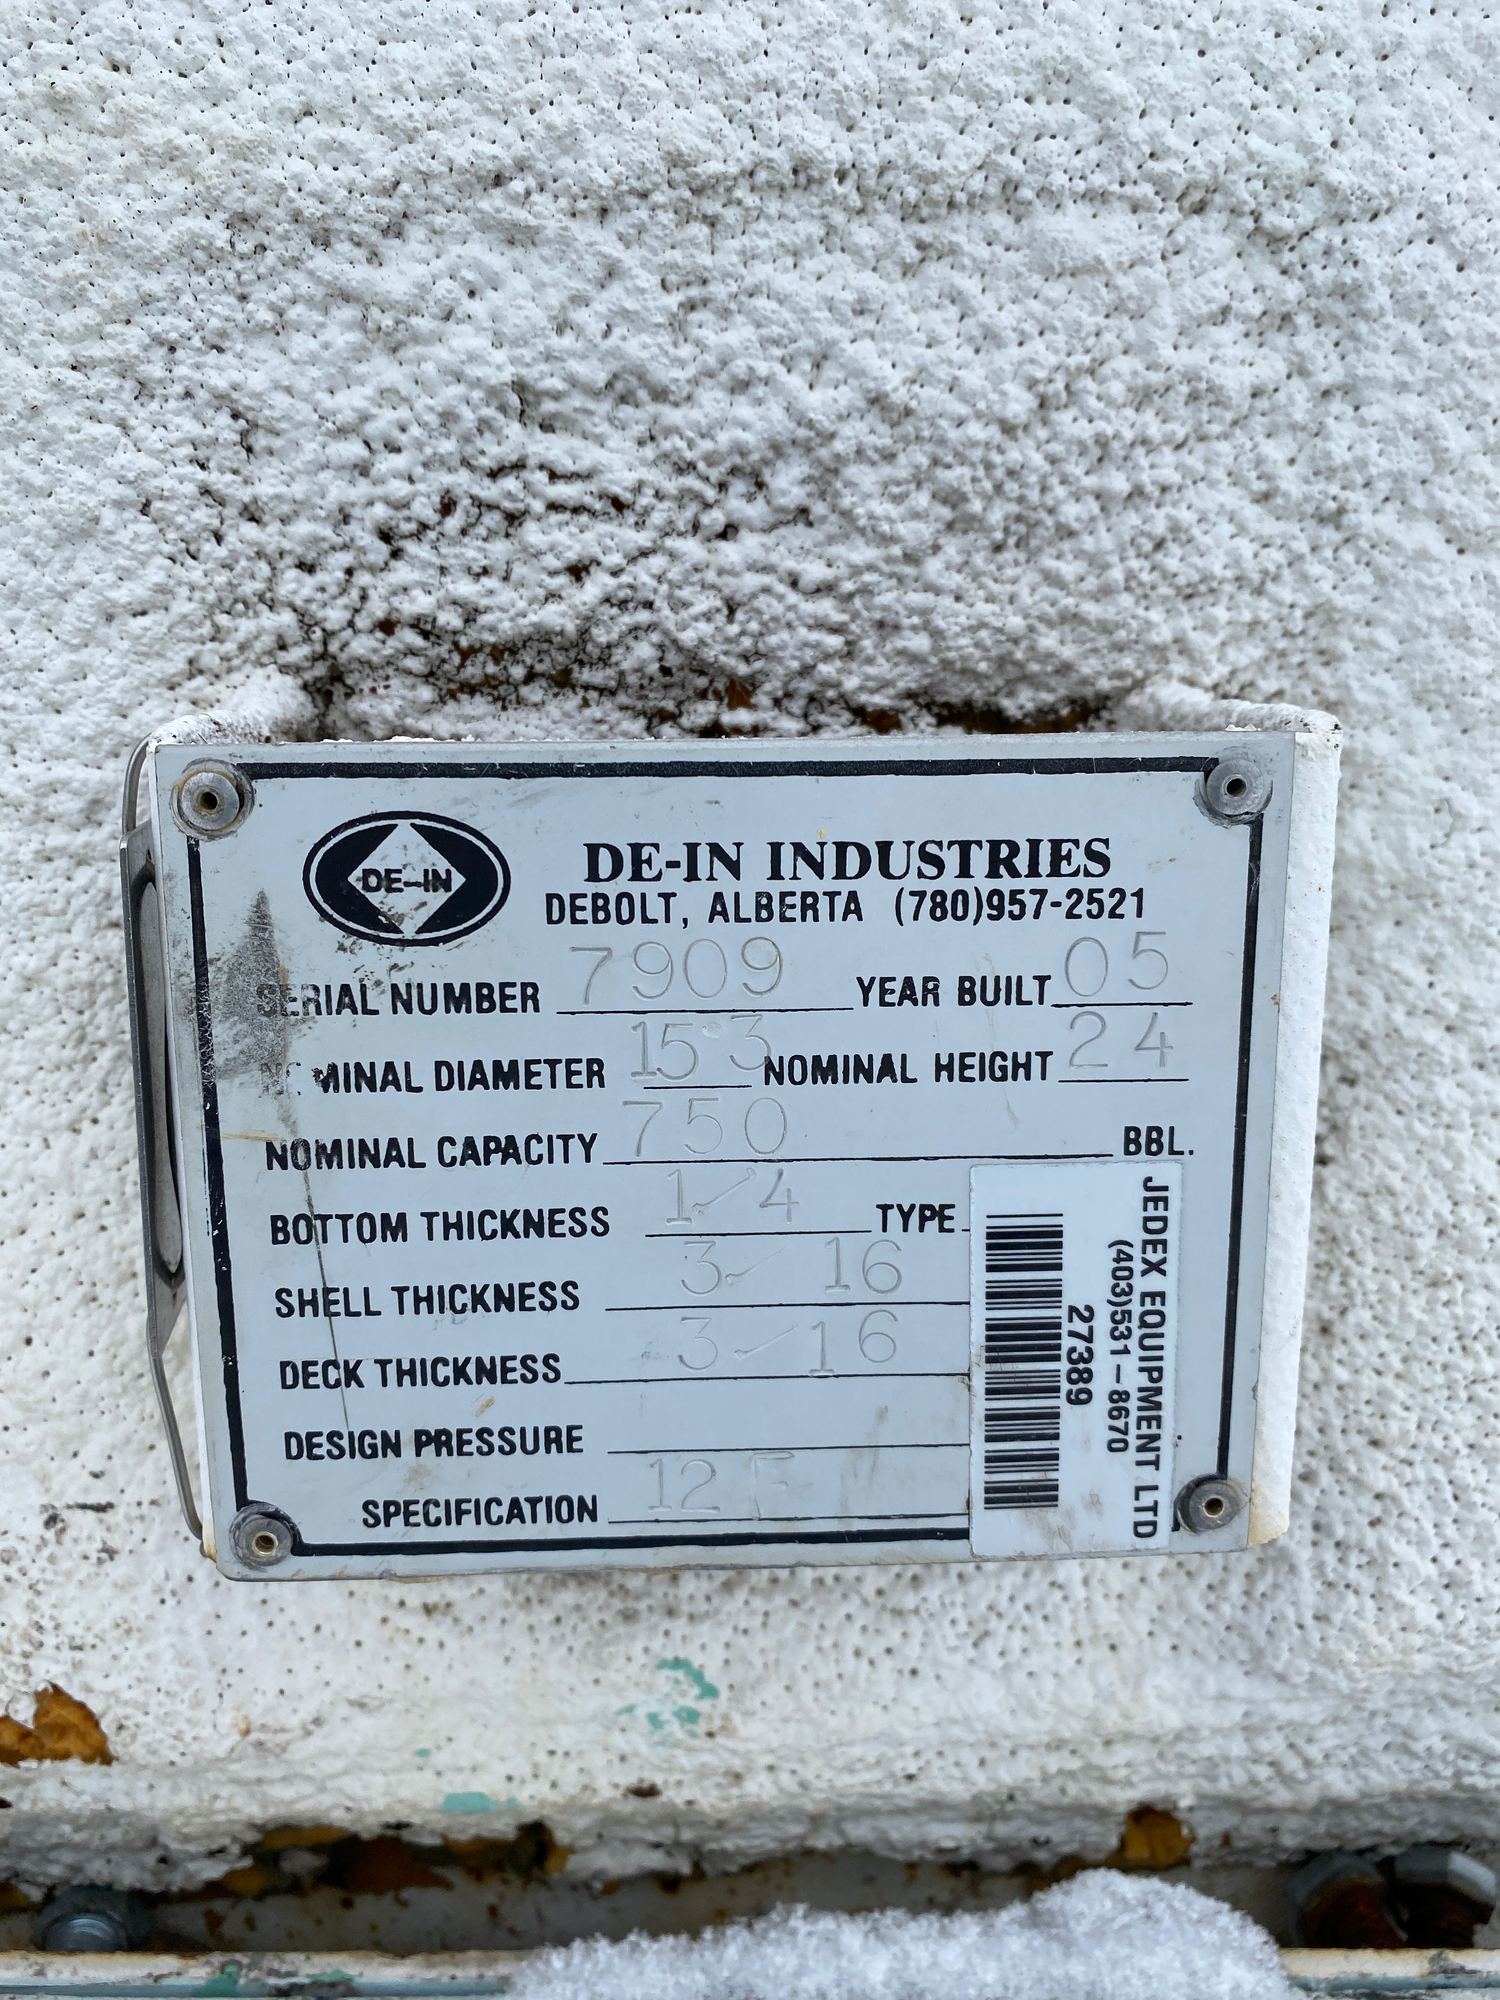 DE-IN
DE-IN INDUSTRIES
DEBOLT, ALBERTA (780)957-2521
SERIAL NUMBER 7909 YEAR BUILT 05
NOMINAL DIAMETER 15°3 NOMINAL HEIGHT 24
NOMINAL CAPACITY 750 BBL.
BOTTOM THICKNESS 1/4 TYPE
SHELL THICKNESS 3/16
DECK THICKNESS 3/16
DESIGN PRESSURE
SPECIFICATION 12F
JEDEX EQUIPMENT LTD
(403)531-8670
27389